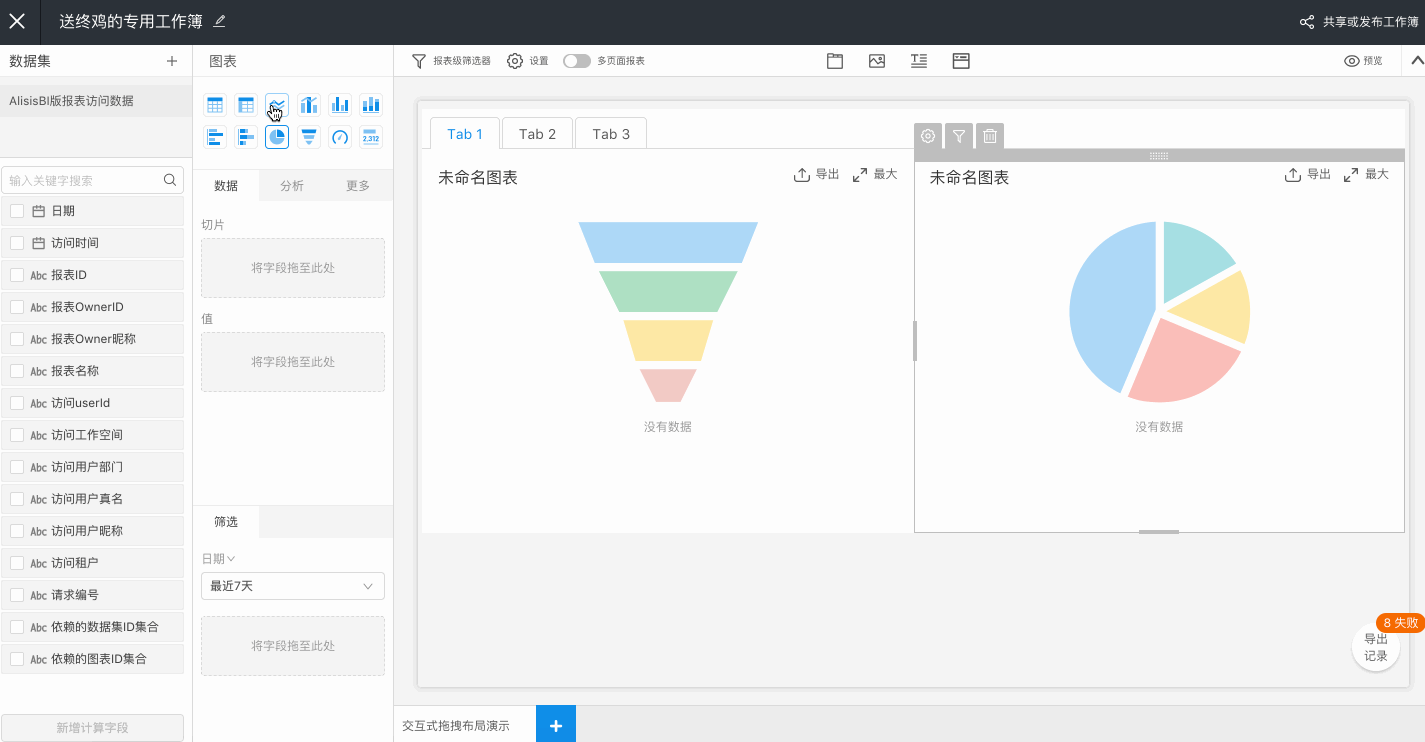 送终鸡的专用工作簿
共享或发布工作簿
数据集
AlisisBI版报表访问数据
输入关键字搜索
日期
访问时间
Abc 报表ID
Abc 报表OwnerID
Abc 报表Owner昵称
Abc 报表名称
Abc 访问userId
Abc 访问工作空间
Abc 访问用户部门
Abc 访问用户真名
Abc 访问用户昵称
Abc 访问租户
Abc 请求编号
Abc 依赖的数据集ID集合
Abc 依赖的图表ID集合
新增计算字段
图表
2,312
数据 分析 更多
切片
将字段拖至此处
值
将字段拖至此处
筛选
日期
最近7天
将字段拖至此处
报表级筛选器 设置 多页面报表 预览
Tab 1 Tab 2 Tab 3
未命名图表 导出 最大
没有数据
未命名图表 导出 最大
没有数据
8 失败
导出
记录
交互式拖拽布局演示